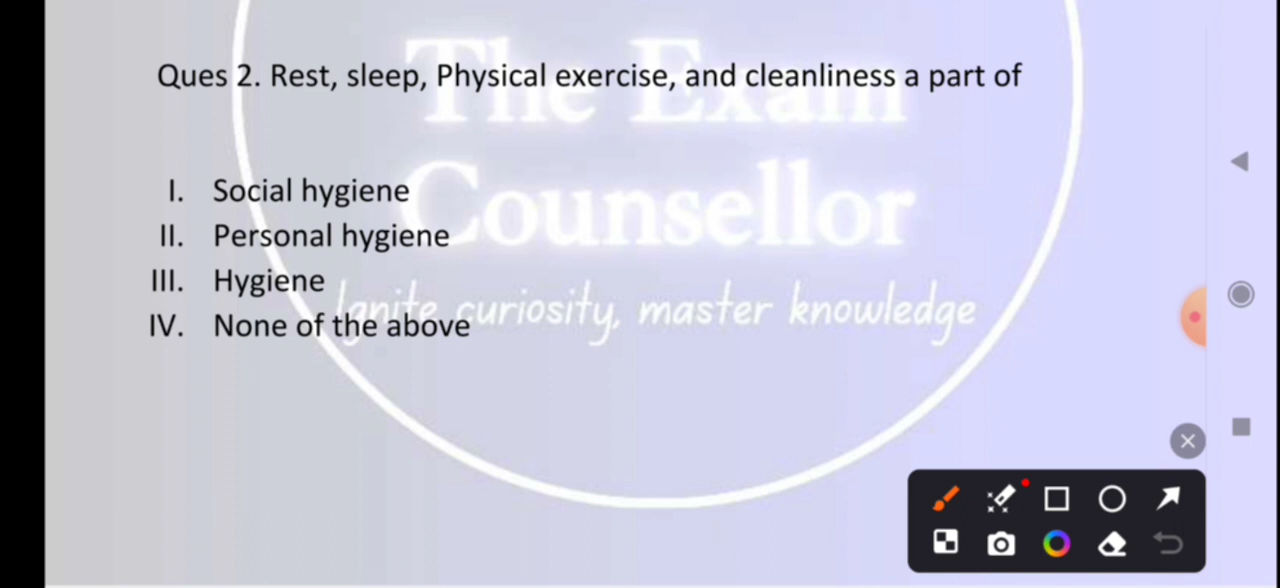 The Exam
Counsellor
Ignite curiosity, master knowledge
Ques 2. Rest, sleep, Physical exercise, and cleanliness a part of
I. Social hygiene
II. Personal hygiene
III. Hygiene
IV. None of the above